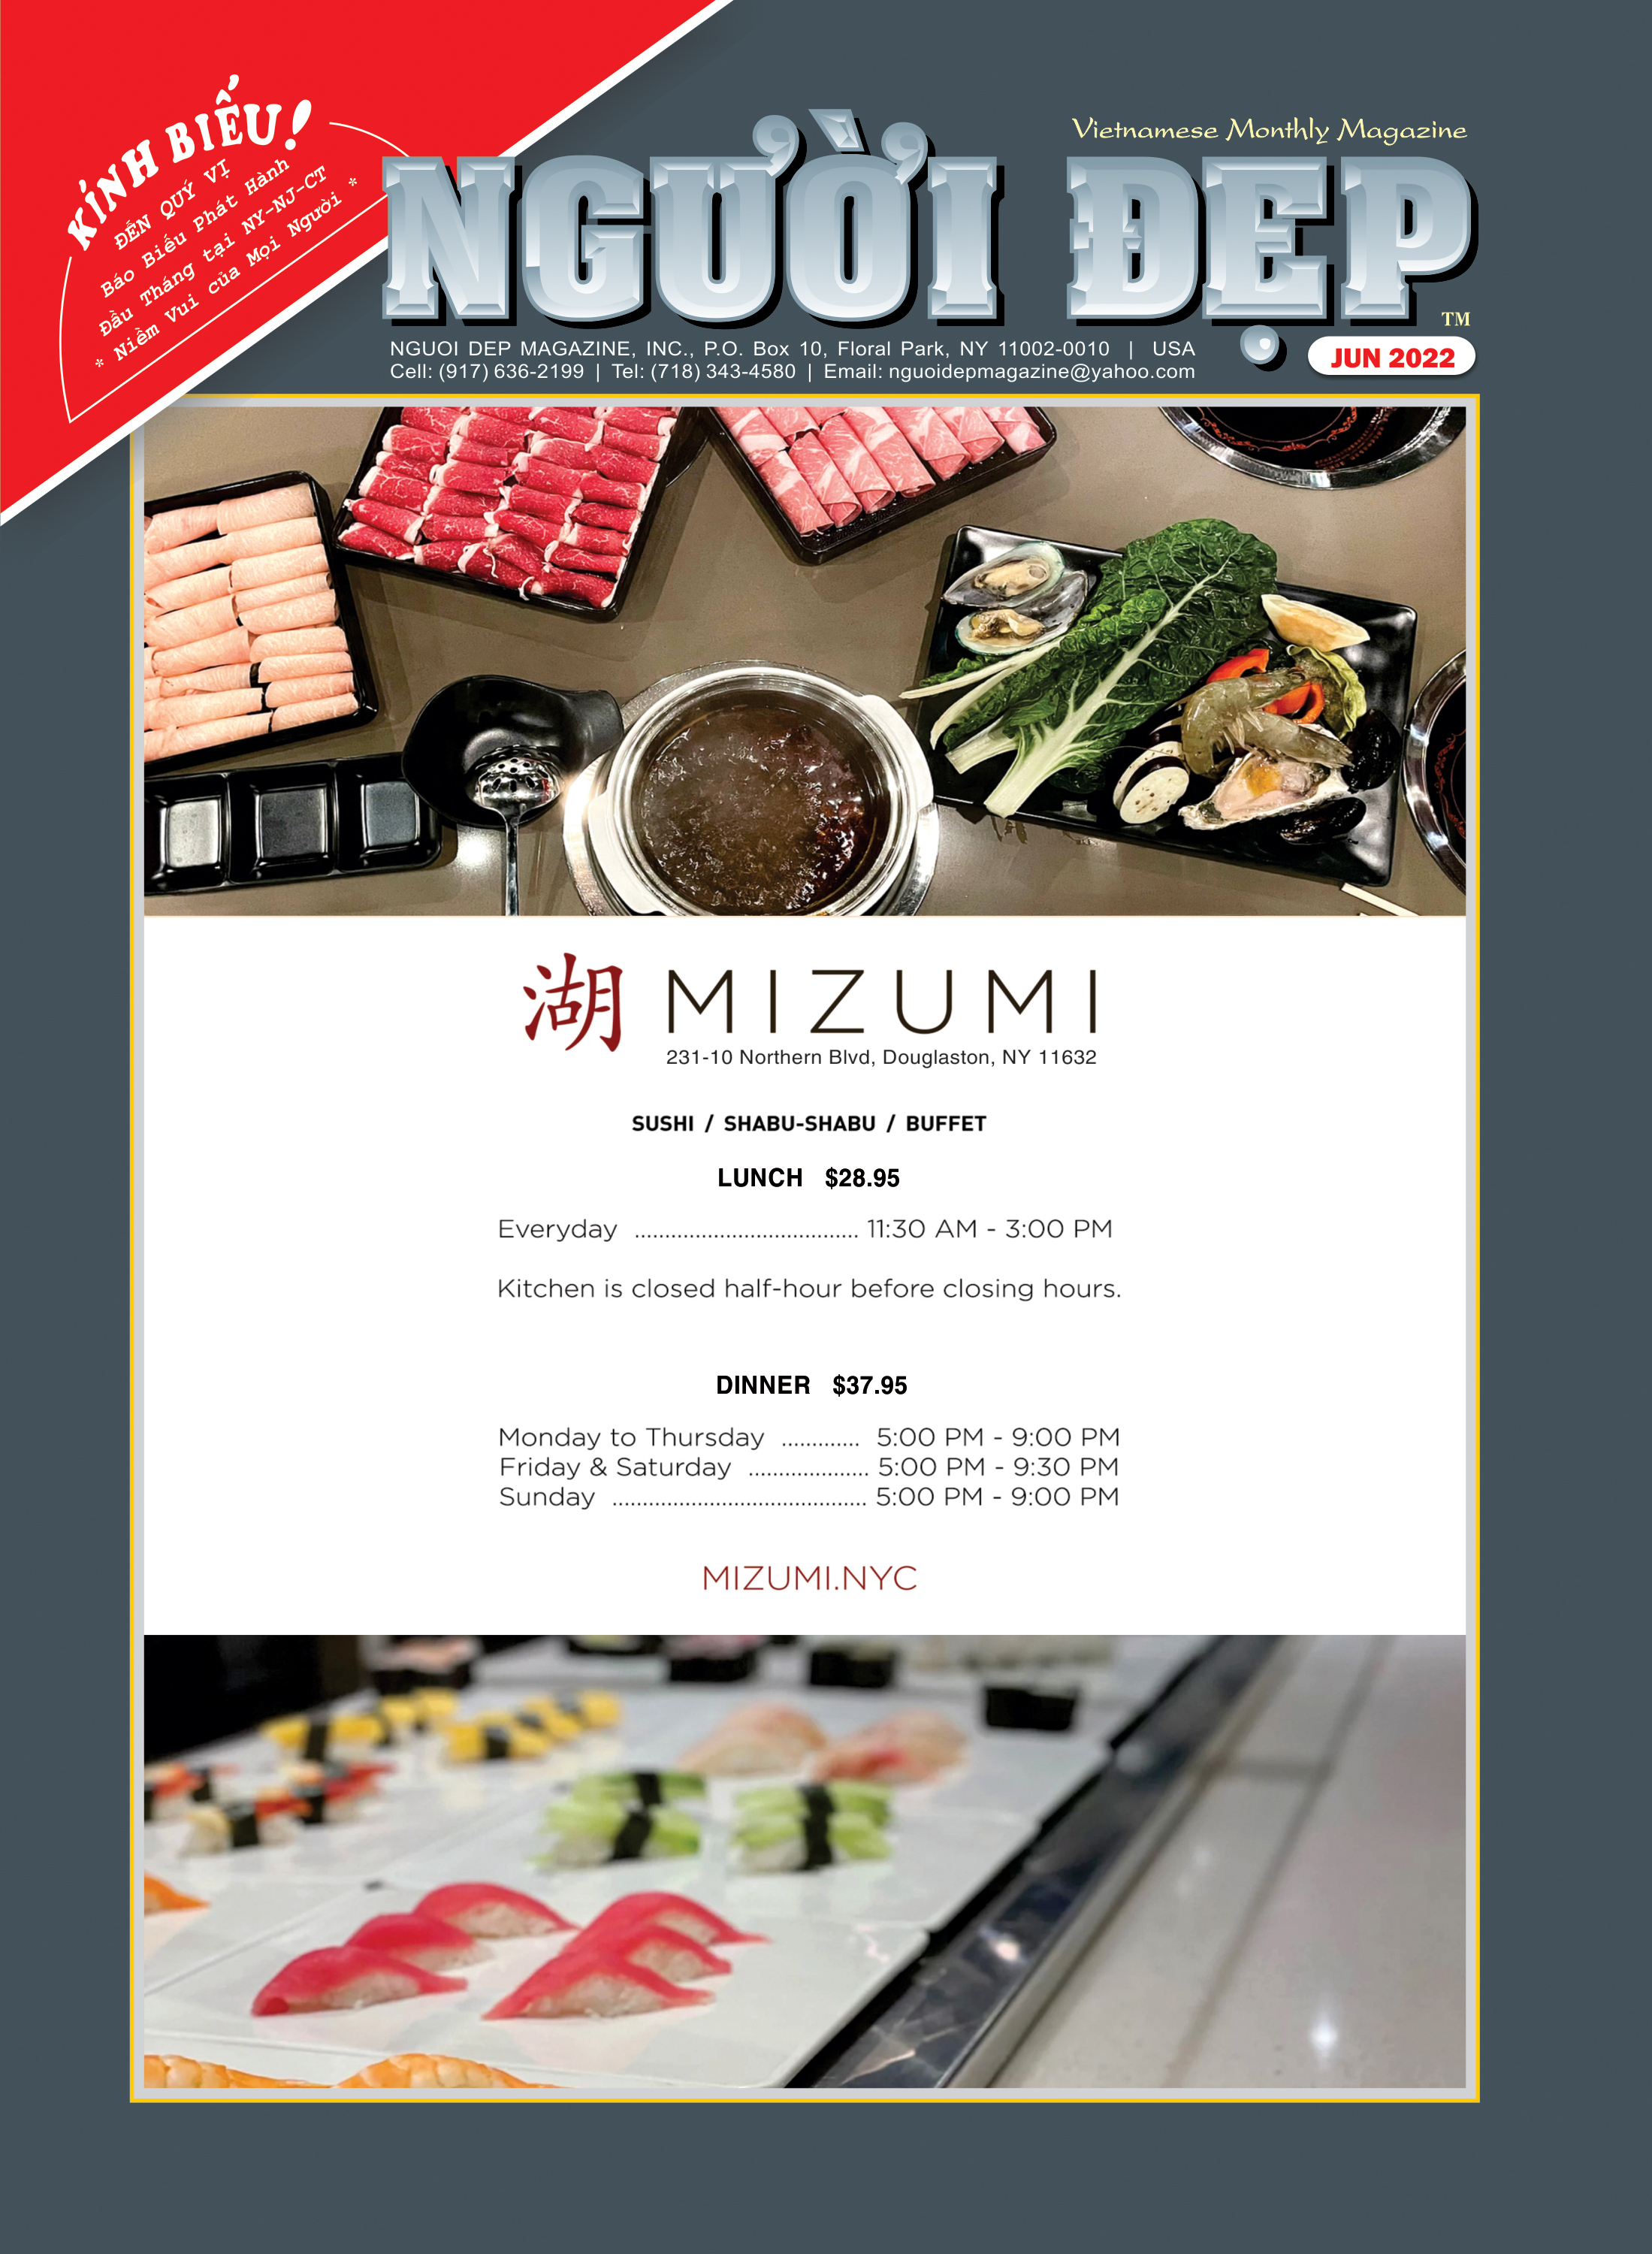 KÍNH BIẾU!
ĐẾN QUÝ VỊ
Báo Biếu Phát Hành
Đầu Tháng tại NY-NJ-CT
* Niềm Vui của Mọi Người *
Vietnamese Monthly Magazine
NGƯỜI ĐẸP TM
NGUOI DEP MAGAZINE, INC., P.O. Box 10, Floral Park, NY 11002-0010 | USA
Cell: (917) 636-2199 | Tel: (718) 343-4580 | Email: nguoidepmagazine@yahoo.com
JUN 2022
湖 MIZUMI
231-10 Northern Blvd, Douglaston, NY 11632
SUSHI / SHABU-SHABU / BUFFET
LUNCH $28.95
Everyday ..................................... 11:30 AM - 3:00 PM
Kitchen is closed half-hour before closing hours.
DINNER $37.95
Monday to Thursday ............. 5:00 PM - 9:00 PM
Friday & Saturday .................... 5:00 PM - 9:30 PM
Sunday .......................................... 5:00 PM - 9:00 PM
MIZUMI.NYC